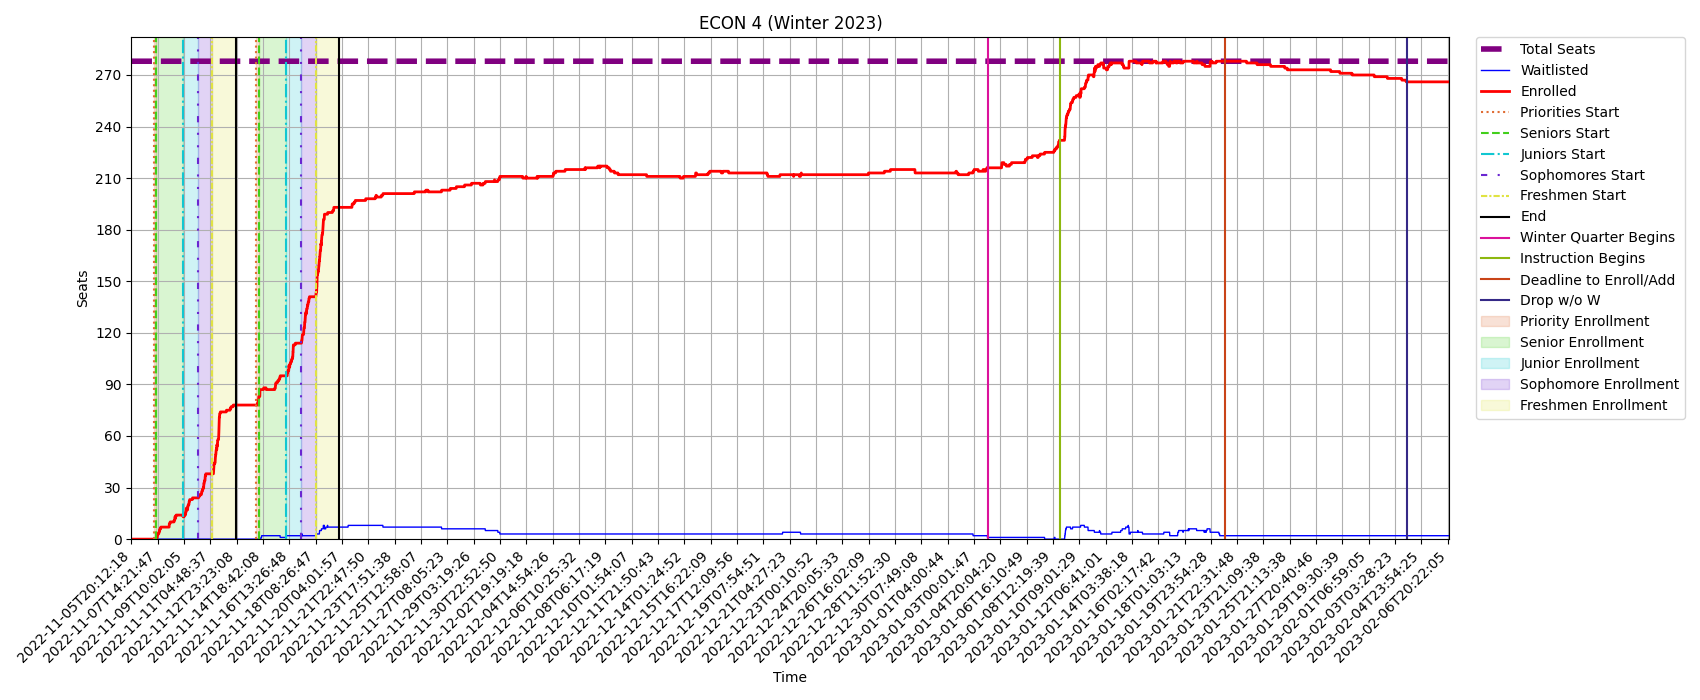 ECON 4 (Winter 2023)
Seats
270
240
210
180
150
120
90
60
30
0
2022-11-05T20:12:18
2022-11-07T14:21:47
2022-11-09T10:02:05
2022-11-11T04:48:37
2022-11-12T23:23:08
2022-11-14T18:42:08
2022-11-16T13:26:48
2022-11-18T08:26:47
2022-11-20T04:01:57
2022-11-21T22:47:50
2022-11-23T17:51:38
2022-11-25T12:58:07
2022-11-27T08:05:23
2022-11-29T03:19:26
2022-11-30T22:52:50
2022-12-02T19:19:18
2022-12-04T14:54:26
2022-12-06T10:25:32
2022-12-08T06:17:19
2022-12-10T01:54:07
2022-12-11T21:50:43
2022-12-14T01:24:52
2022-12-15T16:22:09
2022-12-17T12:09:56
2022-12-19T07:54:51
2022-12-21T04:27:23
2022-12-23T00:10:52
2022-12-24T20:05:33
2022-12-26T16:02:09
2022-12-28T11:52:30
2022-12-30T07:49:08
2023-01-01T04:00:44
2023-01-03T00:01:47
2023-01-04T20:04:20
2023-01-06T16:10:49
2023-01-08T12:19:39
2023-01-10T09:01:29
2023-01-12T06:41:01
2023-01-14T03:38:18
2023-01-16T02:17:42
2023-01-18T01:03:13
2023-01-19T23:54:28
2023-01-21T22:31:48
2023-01-23T21:09:38
2023-01-25T21:13:38
2023-01-27T20:40:46
2023-01-29T19:30:39
2023-02-01T06:59:05
2023-02-03T03:28:23
2023-02-04T23:54:25
2023-02-06T20:22:05
Time
Total Seats
Waitlisted
Enrolled
Priorities Start
Seniors Start
Juniors Start
Sophomores Start
Freshmen Start
End
Winter Quarter Begins
Instruction Begins
Deadline to Enroll/Add
Drop w/o W
Priority Enrollment
Senior Enrollment
Junior Enrollment
Sophomore Enrollment
Freshmen Enrollment